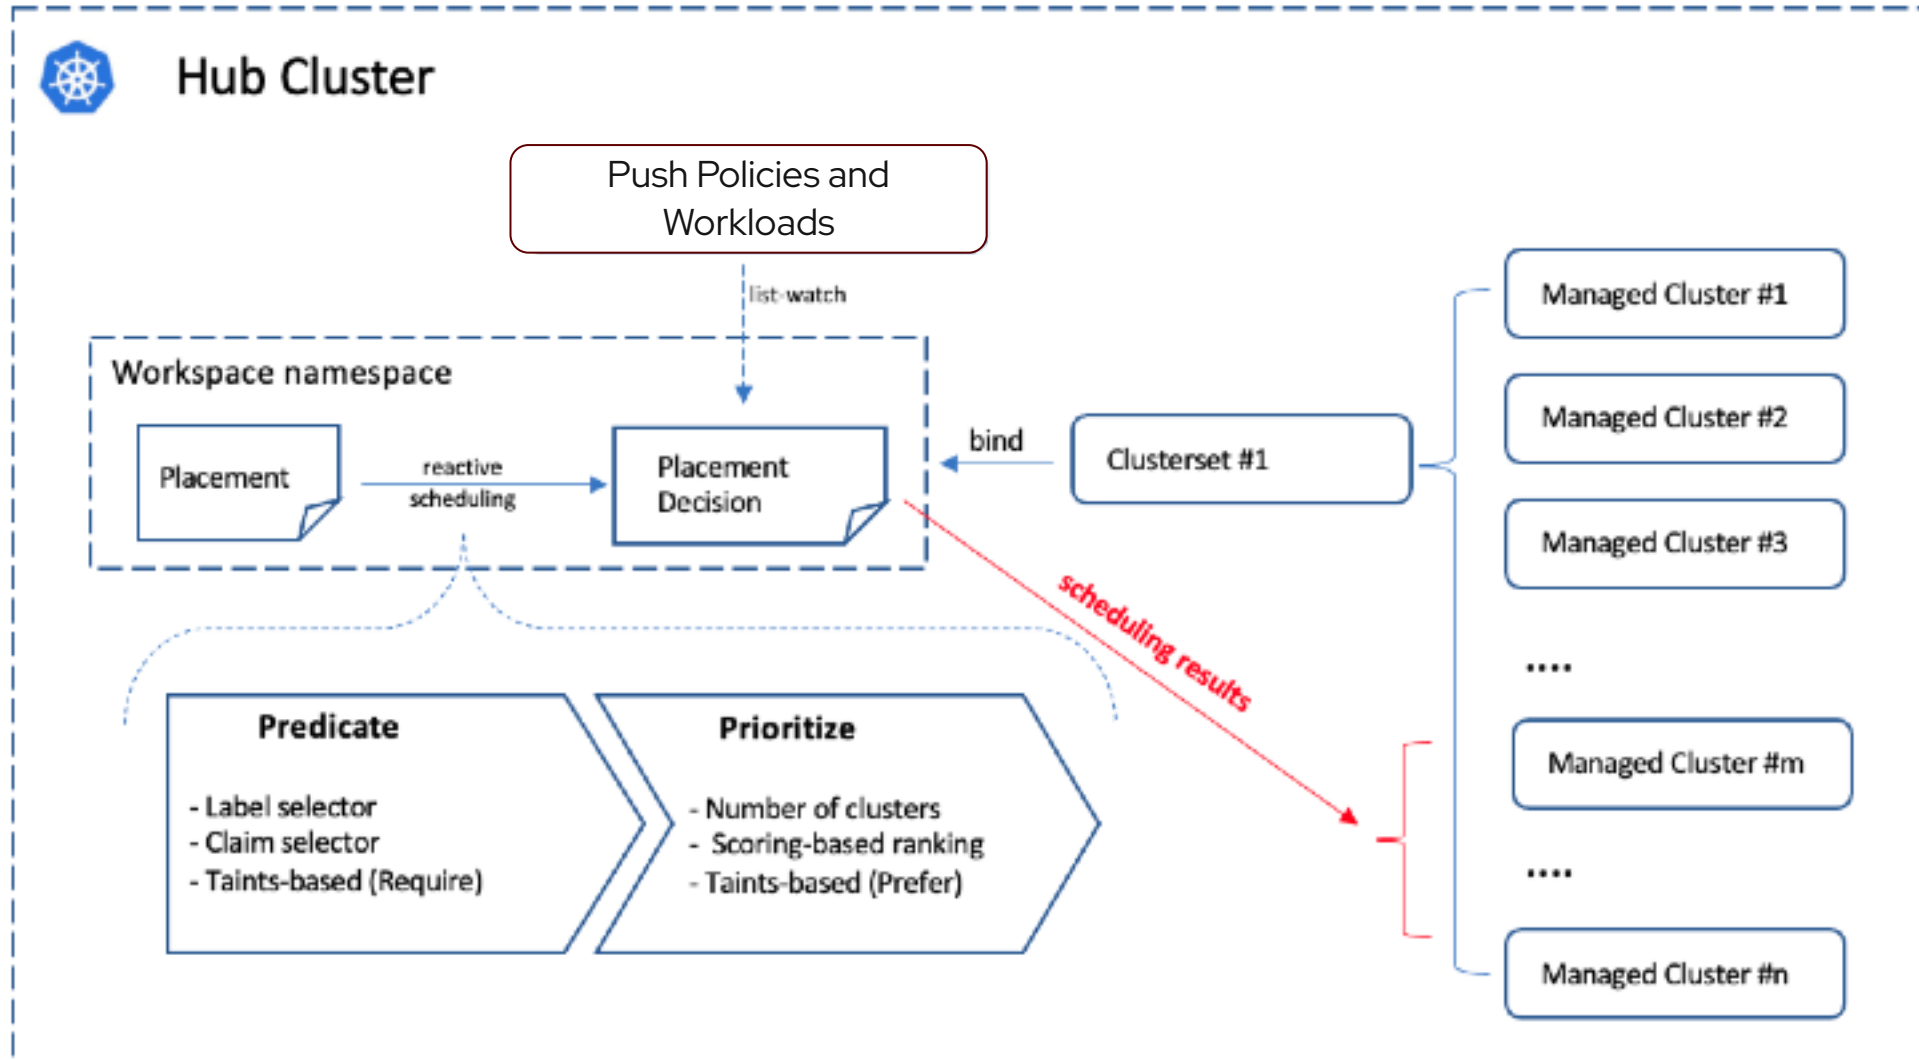 Hub Cluster
Push Policies and
Workloads
list-watch
Workspace namespace
Placement
reactive
scheduling
Placement
Decision
bind
Clusterset #1
Managed Cluster #1
Managed Cluster #2
Managed Cluster #3
....
Managed Cluster #m
....
Managed Cluster #n
scheduling results
Predicate
- Label selector
- Claim selector
- Taints-based (Require)
Prioritize
- Number of clusters
- Scoring-based ranking
- Taints-based (Prefer)